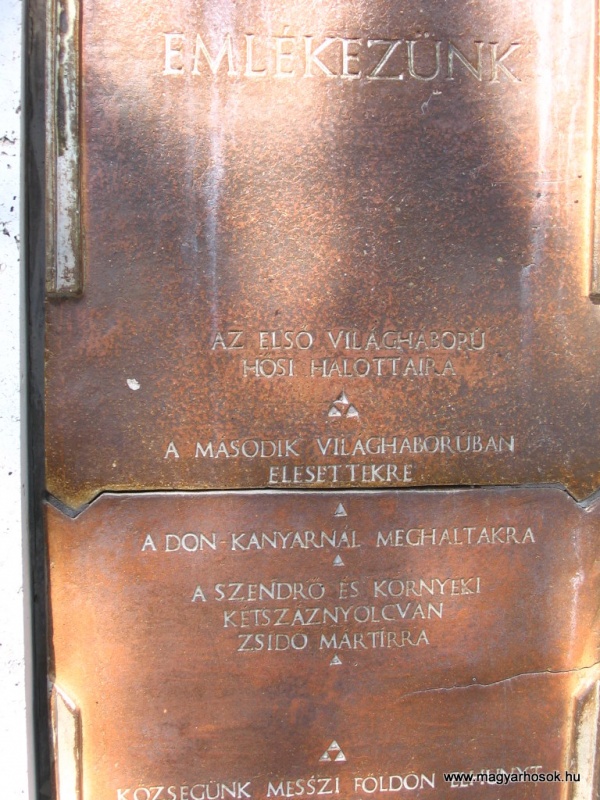 EMLÉKEZÜNK
AZ ELSŐ VILÁGHÁBORÚ
HŐSI HALOTTAIRA
A MÁSODIK VILÁGHÁBORÚBAN
ELESETTEKRE
A DON-KANYARNÁL MEGHALTAKRA
A SZENDRŐ ÉS KÖRNYÉKI
KÉTSZÁZNYOLCVAN
ZSIDÓ MÁRTÍRRA
KÖZSÉGÜNK MESSZI FÖLDÖN ELHUNYT
www.magyarhosok.hu